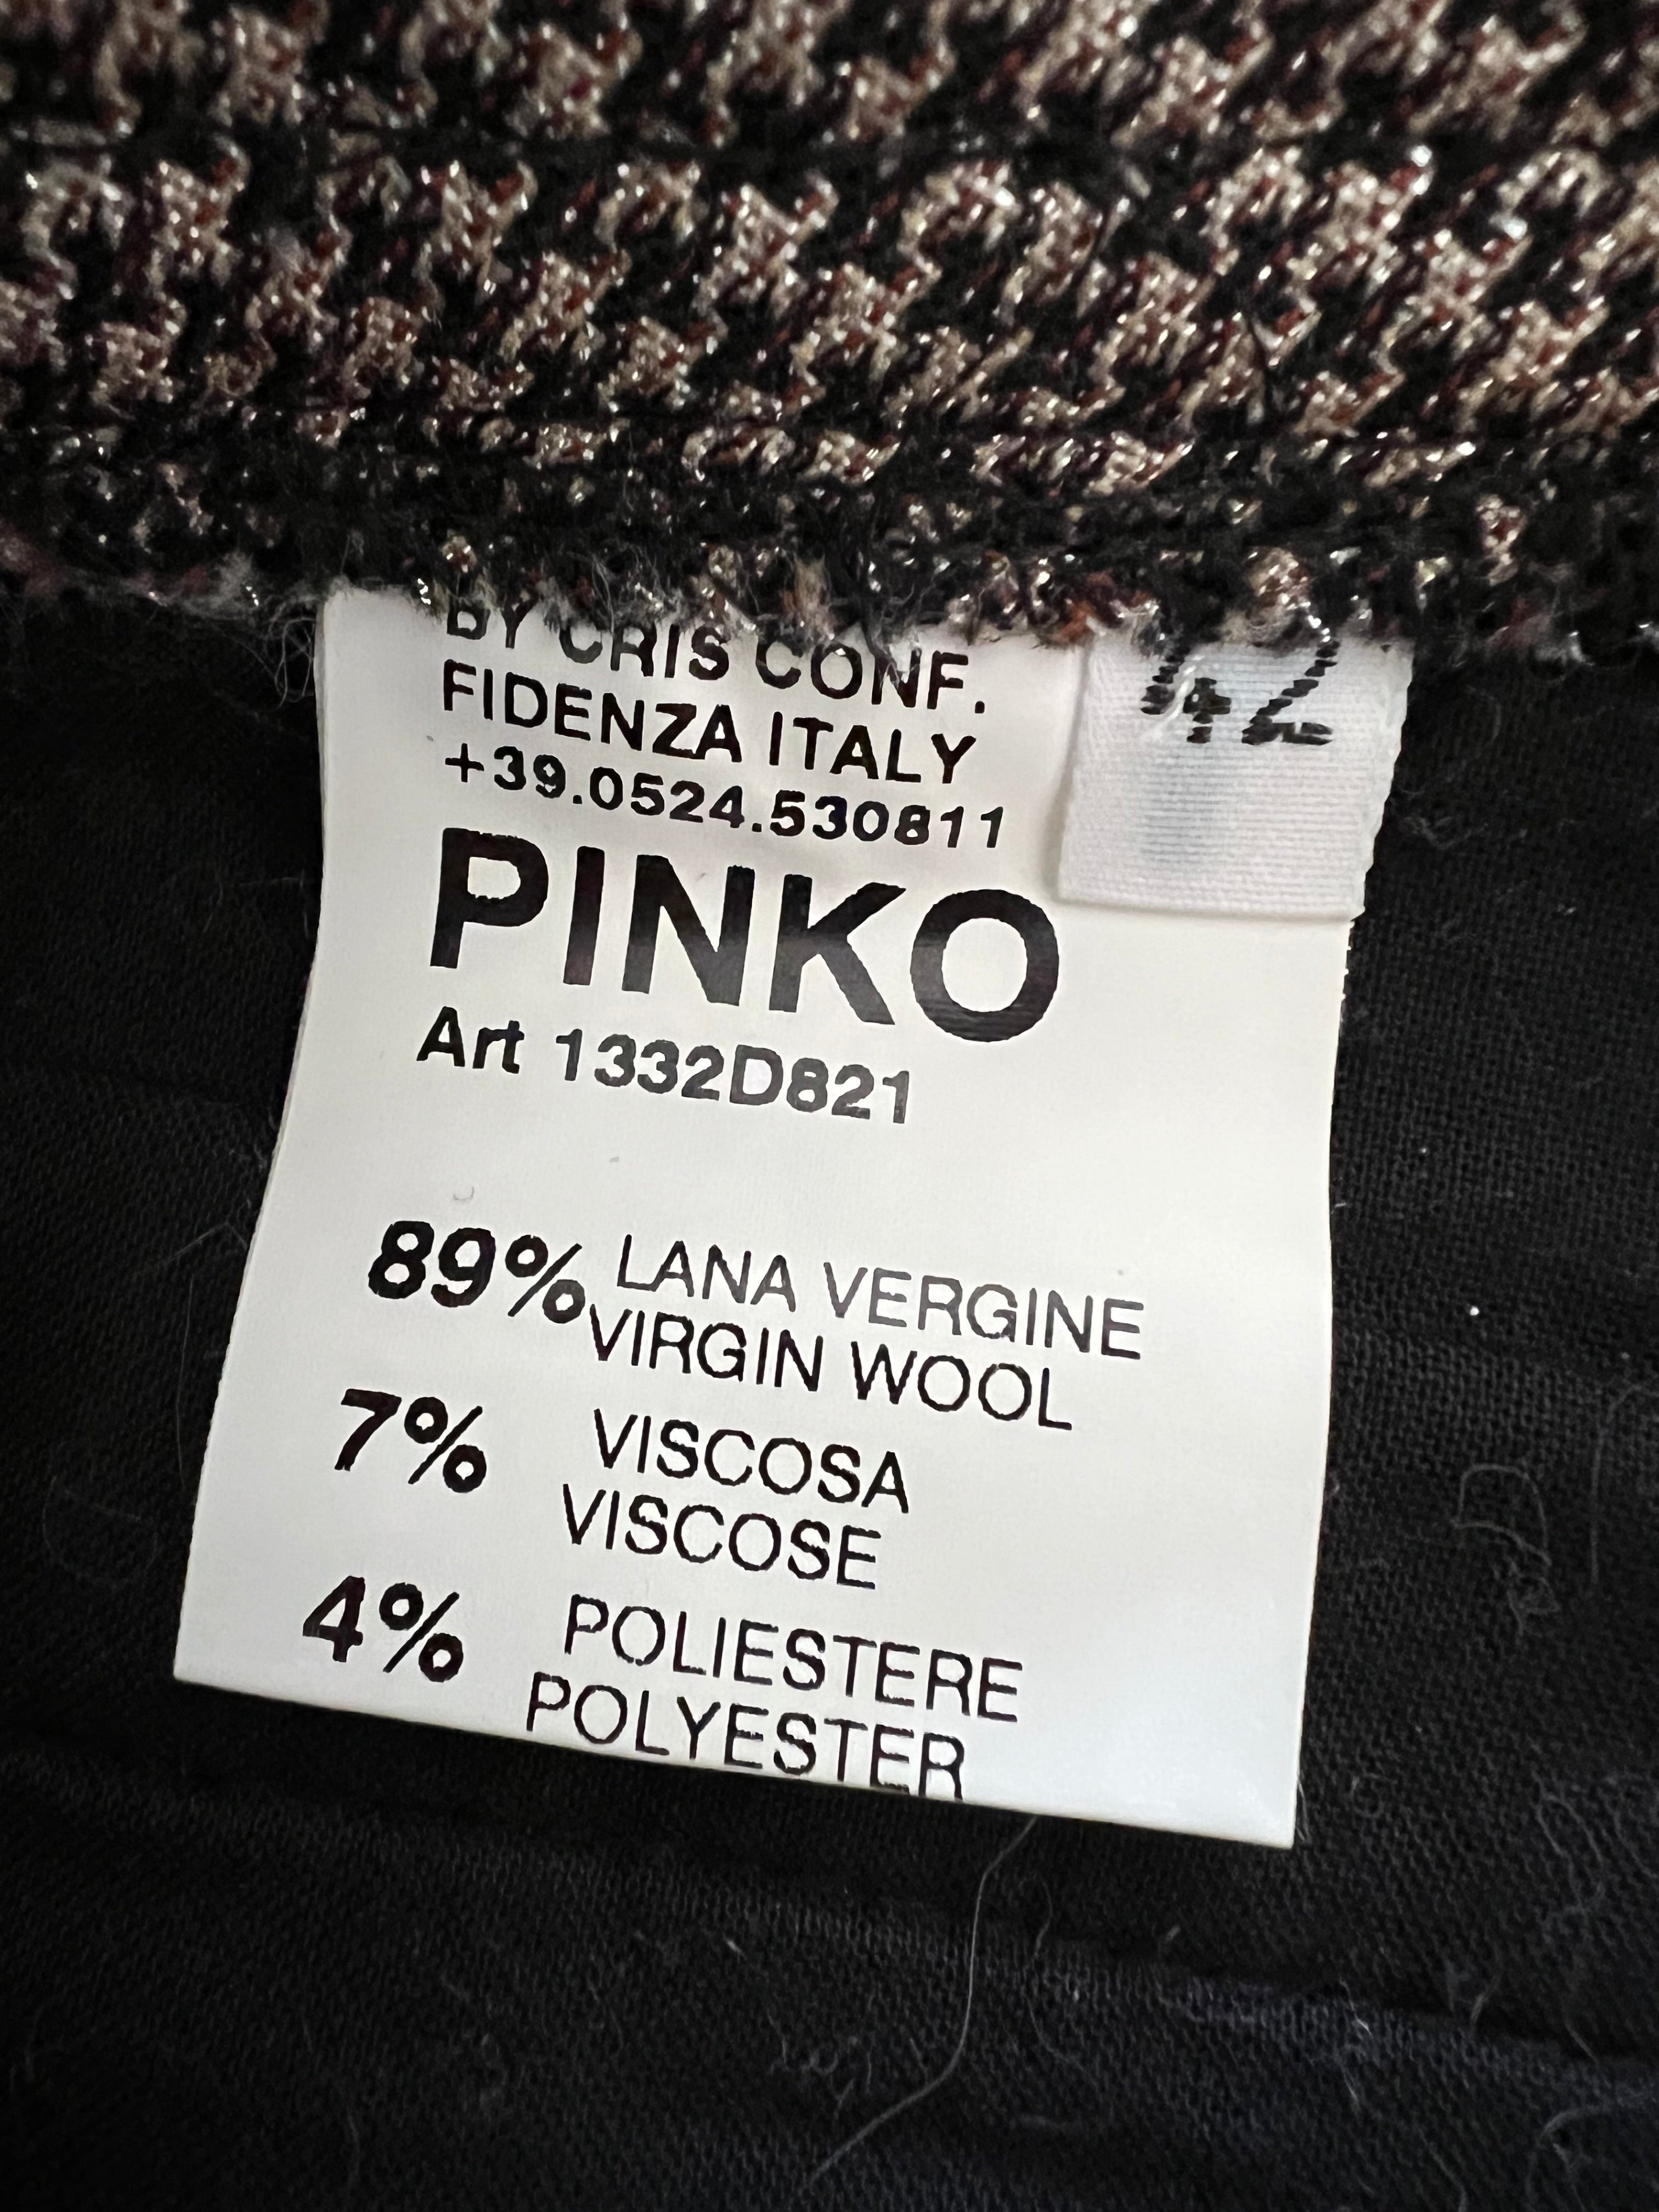 BY CRIS CONF.
FIDENZA ITALY
+39.0524.530811
42
PINKO
Art 1332D821
89% LANA VERGINE
VIRGIN WOOL
7% VISCOSA
VISCOSE
4% POLIESTERE
POLYESTER